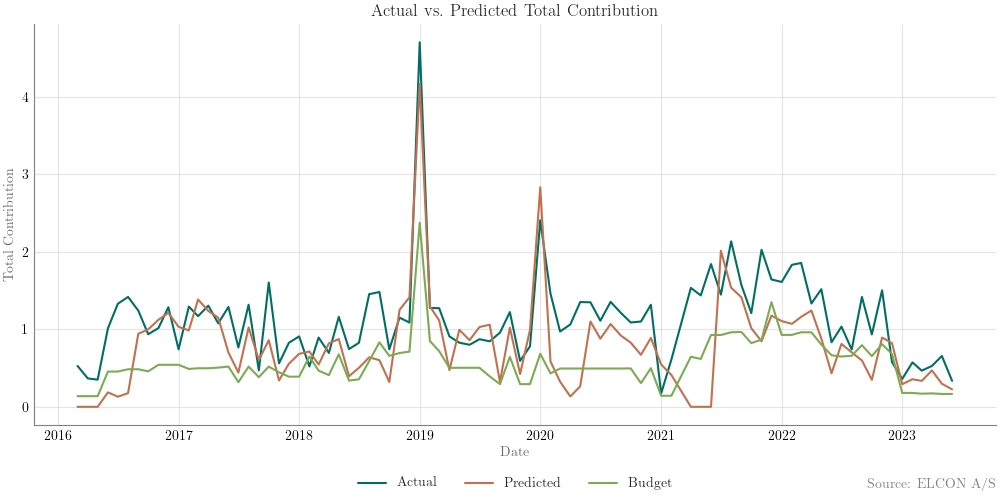 Actual vs. Predicted Total Contribution
Total Contribution
4
3
2
1
0
2016 2017 2018 2019 2020 2021 2022 2023
Date
Actual Predicted Budget
Source: ELCON A/S